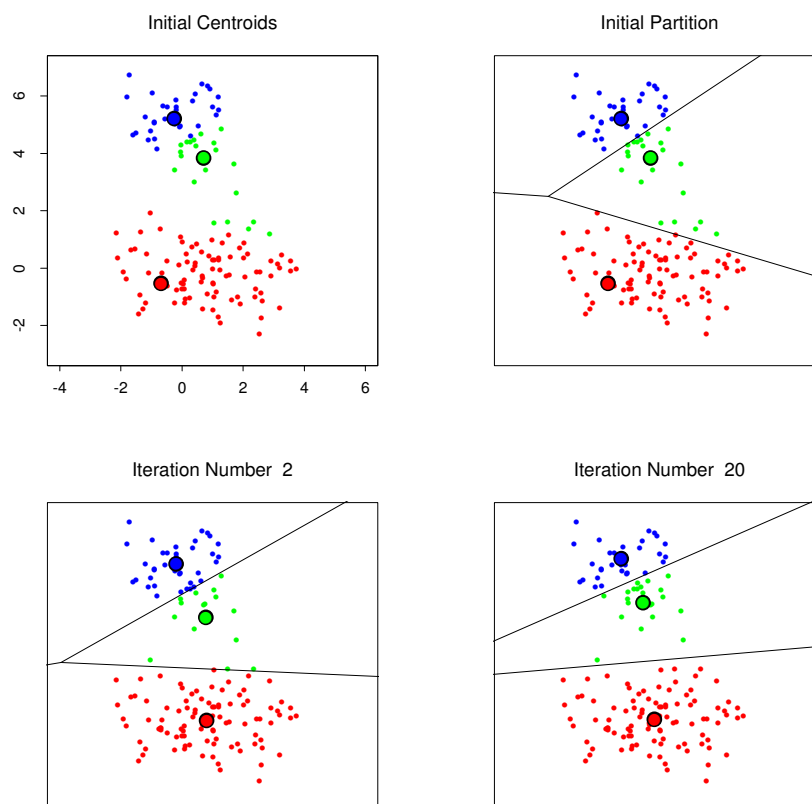 Initial Centroids
Initial Partition
6
4
2
0
-2
-4 -2 0 2 4 6
Iteration Number 2
Iteration Number 20